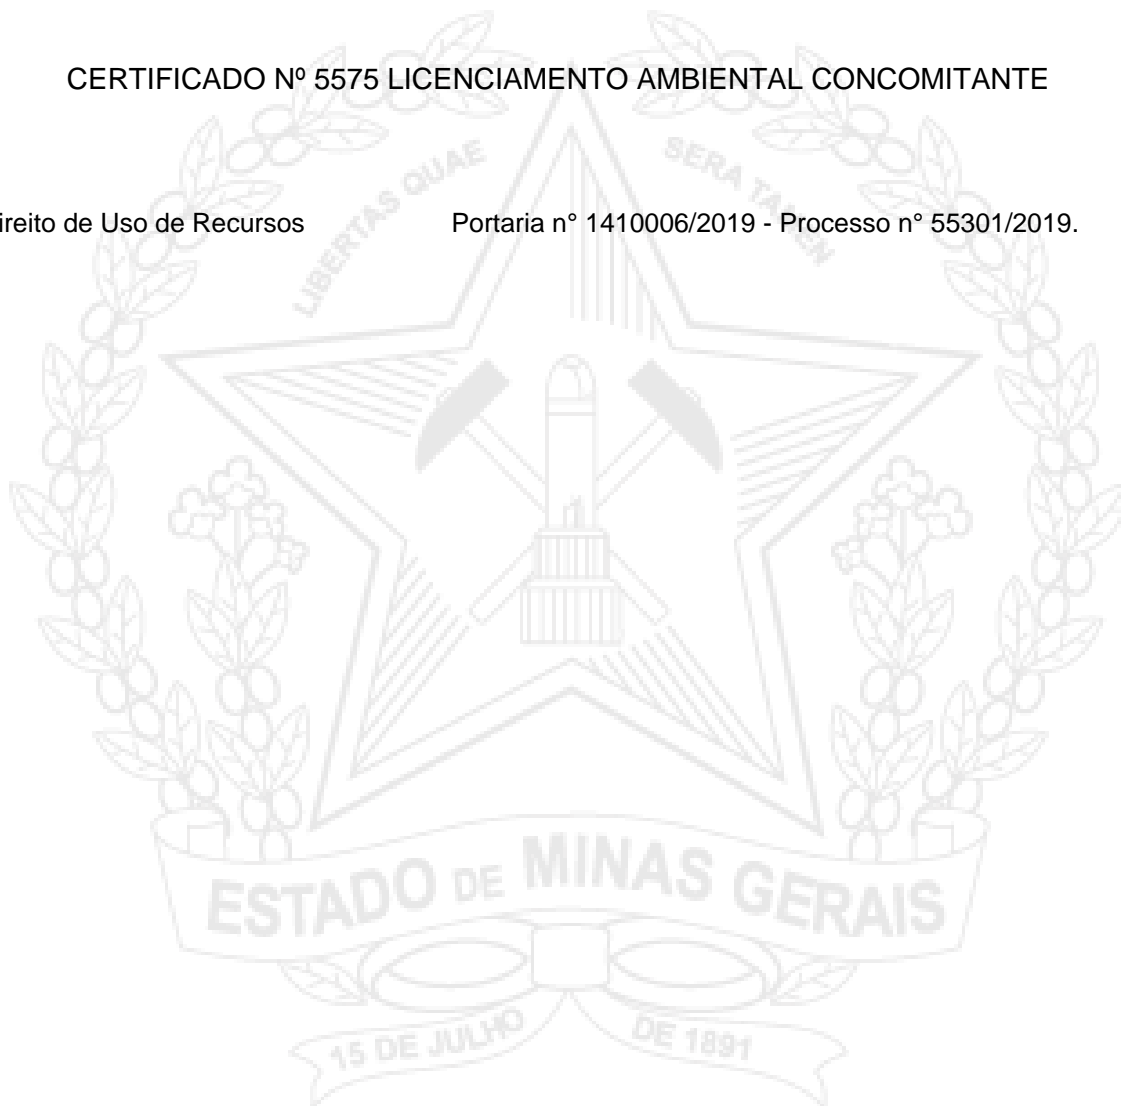 CERTIFICADO Nº 5575 LICENCIAMENTO AMBIENTAL CONCOMITANTE
ireito de Uso de Recursos Portaria n° 1410006/2019 - Processo n° 55301/2019.
LIBERTAS QUAE SERA TAMEN
ESTADO DE MINAS GERAIS
15 DE JULHO DE 1891